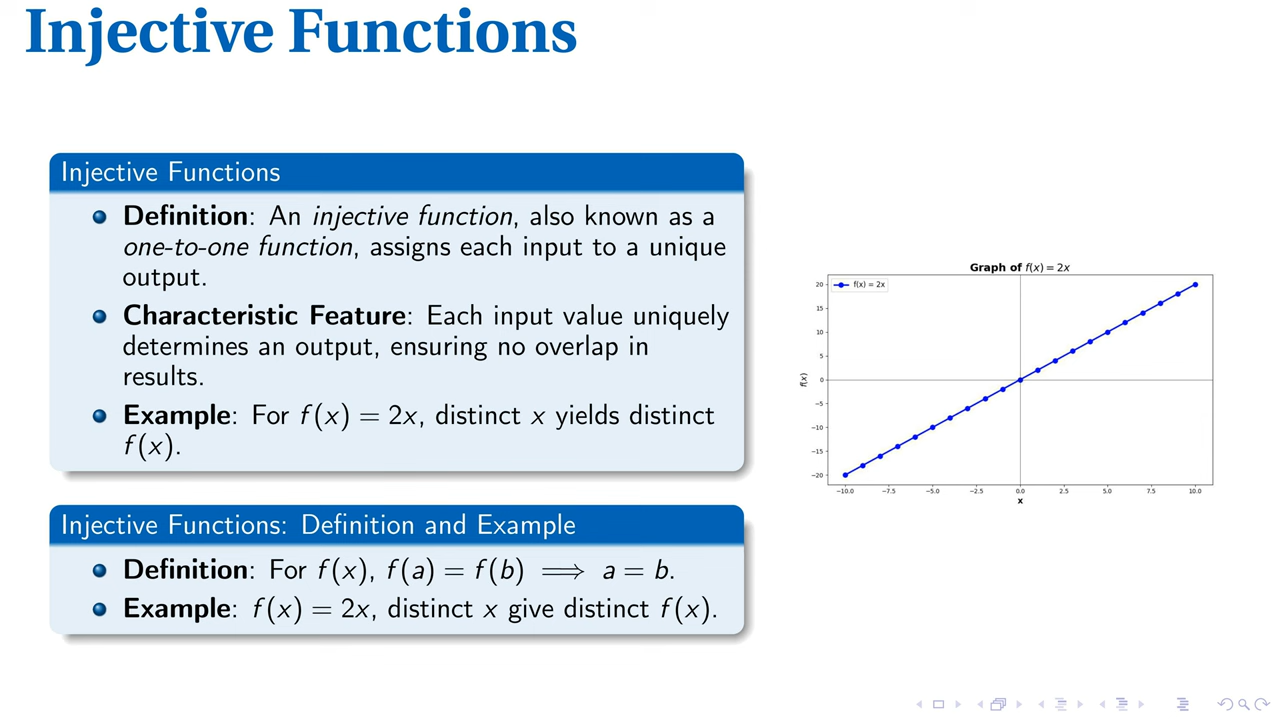 Injective Functions
Injective Functions
Definition: An injective function, also known as a
one-to-one function, assigns each input to a unique
output.
Characteristic Feature: Each input value uniquely
determines an output, ensuring no overlap in
results.
Example: For f(x) = 2x, distinct x yields distinct
f(x).
Injective Functions: Definition and Example
Definition: For f(x), f(a) = f(b) ⟹ a = b.
Example: f(x) = 2x, distinct x give distinct f(x).
Graph of f(x) = 2x
f(x) = 2x
20
15
10
5
0
−5
−10
−15
−20
f(x)
−10.0 −7.5 −5.0 −2.5 0.0 2.5 5.0 7.5 10.0
x